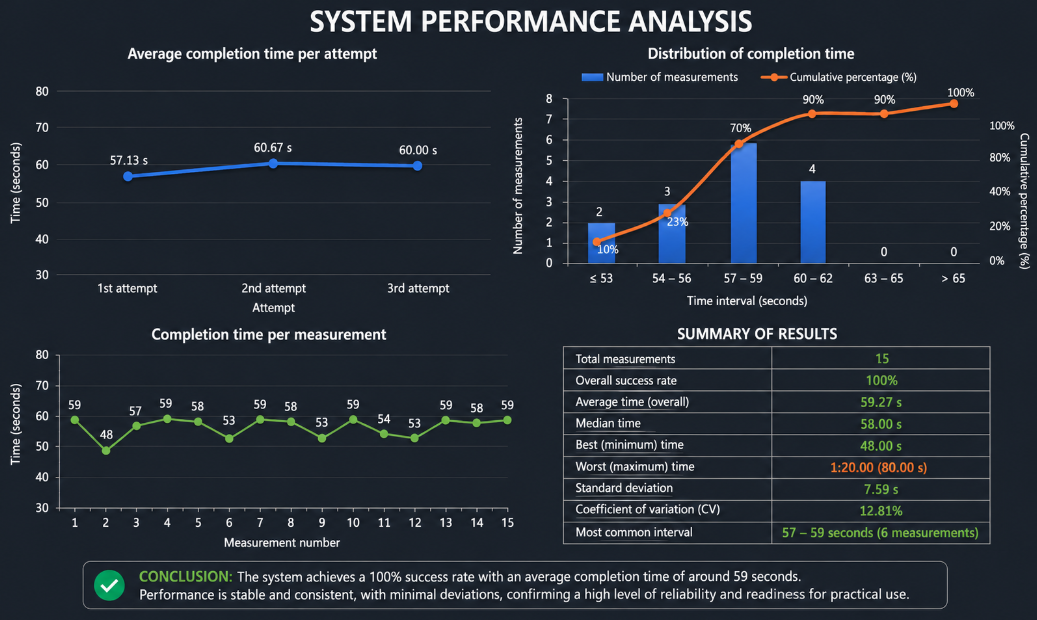 SYSTEM PERFORMANCE ANALYSIS
Average completion time per attempt
Time (seconds)
80
70
60
50
40
30
57.13 s
60.67 s
60.00 s
1st attempt 2nd attempt 3rd attempt
Attempt
Distribution of completion time
Number of measurements Cumulative percentage (%)
Number of measurements
8
7
6
5
4
3
2
1
0
2
3
4
0
0
10%
23%
70%
90%
90%
100%
100%
80%
40%
20%
0%
Cumulative percentage (%)
≤ 53 54 – 56 57 – 59 60 – 62 63 – 65 > 65
Time interval (seconds)
Completion time per measurement
Time (seconds)
80
70
60
50
40
30
59 48 57 59 58 53 59 58 53 59 54 53 59 58 59
1 2 3 4 5 6 7 8 9 10 11 12 13 14 15
Measurement number
SUMMARY OF RESULTS
Total measurements 15
Overall success rate 100%
Average time (overall) 59.27 s
Median time 58.00 s
Best (minimum) time 48.00 s
Worst (maximum) time 1:20.00 (80.00 s)
Standard deviation 7.59 s
Coefficient of variation (CV) 12.81%
Most common interval 57 – 59 seconds (6 measurements)
CONCLUSION: The system achieves a 100% success rate with an average completion time of around 59 seconds.
Performance is stable and consistent, with minimal deviations, confirming a high level of reliability and readiness for practical use.